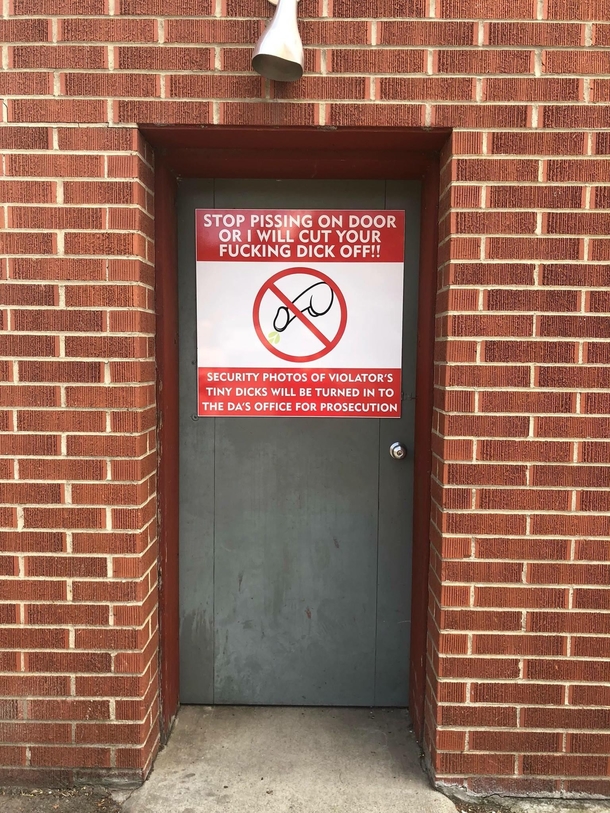 STOP PISSING ON DOOR
OR I WILL CUT YOUR
FUCKING DICK OFF!!
SECURITY PHOTOS OF VIOLATOR'S
TINY DICKS WILL BE TURNED IN TO
THE DA'S OFFICE FOR PROSECUTION